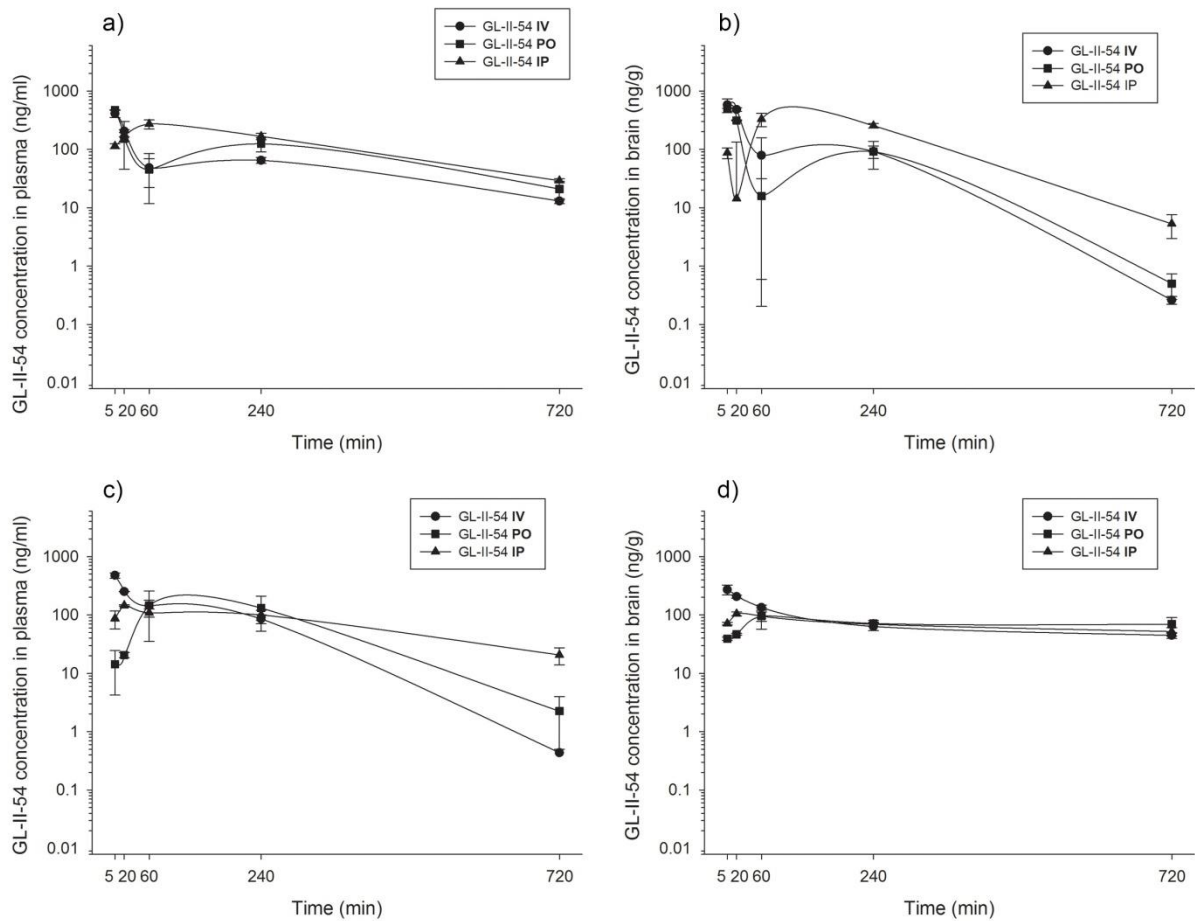 a)
GL-II-54 IV
GL-II-54 PO
GL-II-54 IP
GL-II-54 concentration in plasma (ng/ml)
1000
100
10
1
0.1
0.01
5 20 60 240 720
Time (min)
b)
GL-II-54 IV
GL-II-54 PO
GL-II-54 IP
GL-II-54 concentration in brain (ng/g)
1000
100
10
1
0.1
0.01
5 20 60 240 720
Time (min)
c)
GL-II-54 IV
GL-II-54 PO
GL-II-54 IP
GL-II-54 concentration in plasma (ng/ml)
1000
100
10
1
0.1
0.01
5 20 60 240 720
Time (min)
d)
GL-II-54 IV
GL-II-54 PO
GL-II-54 IP
GL-II-54 concentration in brain (ng/g)
1000
100
10
1
0.1
0.01
5 20 60 240 720
Time (min)